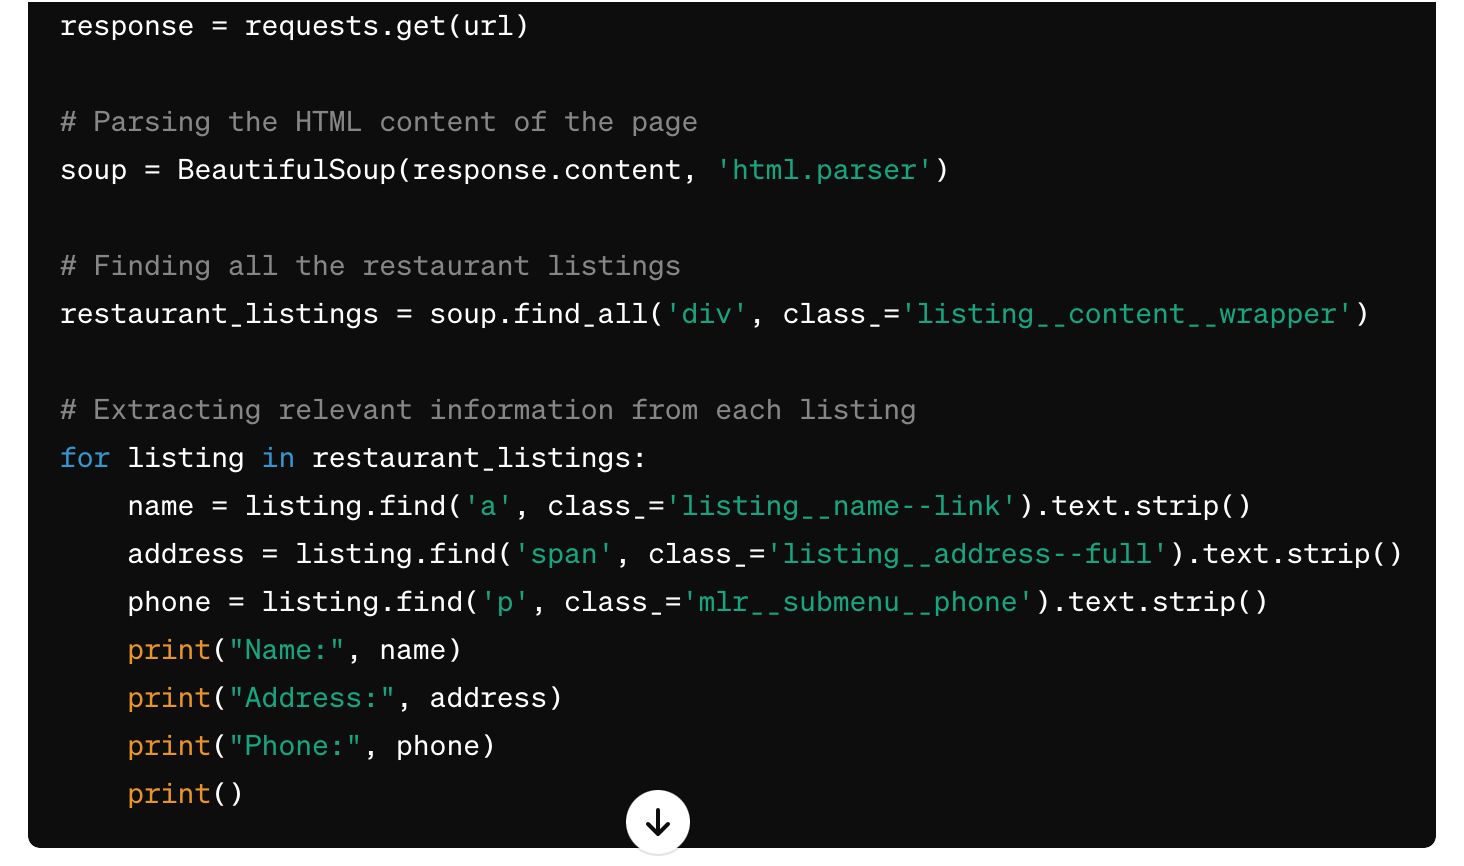 response = requests.get(url)
# Parsing the HTML content of the page
soup = BeautifulSoup(response.content, 'html.parser')
# Finding all the restaurant listings
restaurant_listings = soup.find_all('div', class_='listing__content__wrapper')
# Extracting relevant information from each listing
for listing in restaurant_listings:
    name = listing.find('a', class_='listing__name--link').text.strip()
    address = listing.find('span', class_='listing__address--full').text.strip()
    phone = listing.find('p', class_='mlr__submenu__phone').text.strip()
    print("Name:", name)
    print("Address:", address)
    print("Phone:", phone)
    print()